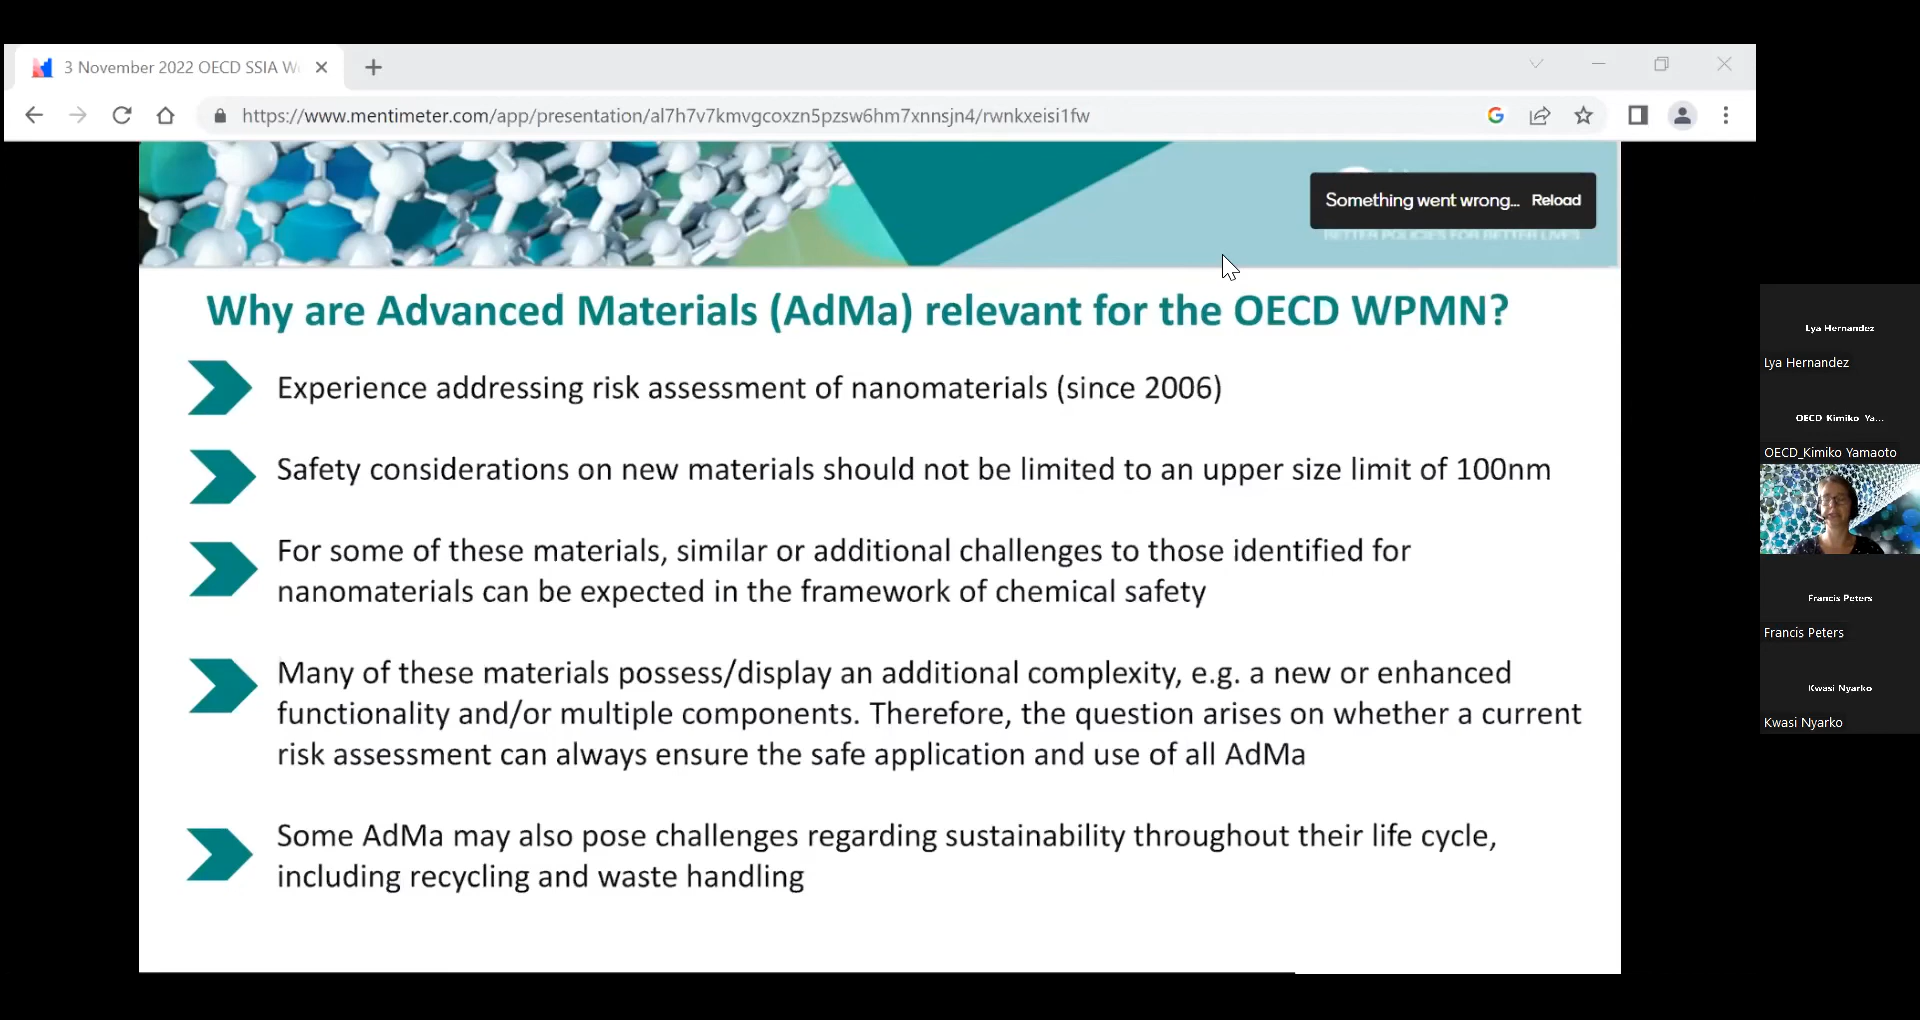 3 November 2022 OECD SSIA W
https://www.mentimeter.com/app/presentation/al7h7v7kmvgcoxzn5pzsw6hm7xnnsjn4/rwnkxeisi1fw
Something went wrong... Reload
BETTER POLICIES FOR BETTER LIVES
Why are Advanced Materials (AdMa) relevant for the OECD WPMN?
Experience addressing risk assessment of nanomaterials (since 2006)
Safety considerations on new materials should not be limited to an upper size limit of 100nm
For some of these materials, similar or additional challenges to those identified for
nanomaterials can be expected in the framework of chemical safety
Many of these materials possess/display an additional complexity, e.g. a new or enhanced
functionality and/or multiple components. Therefore, the question arises on whether a current
risk assessment can always ensure the safe application and use of all AdMa
Some AdMa may also pose challenges regarding sustainability throughout their life cycle,
including recycling and waste handling
Lya Hernandez
Lya Hernandez
OECD_Kimiko Ya...
OECD_Kimiko Yamaoto
Francis Peters
Francis Peters
Kwasi Nyarko
Kwasi Nyarko